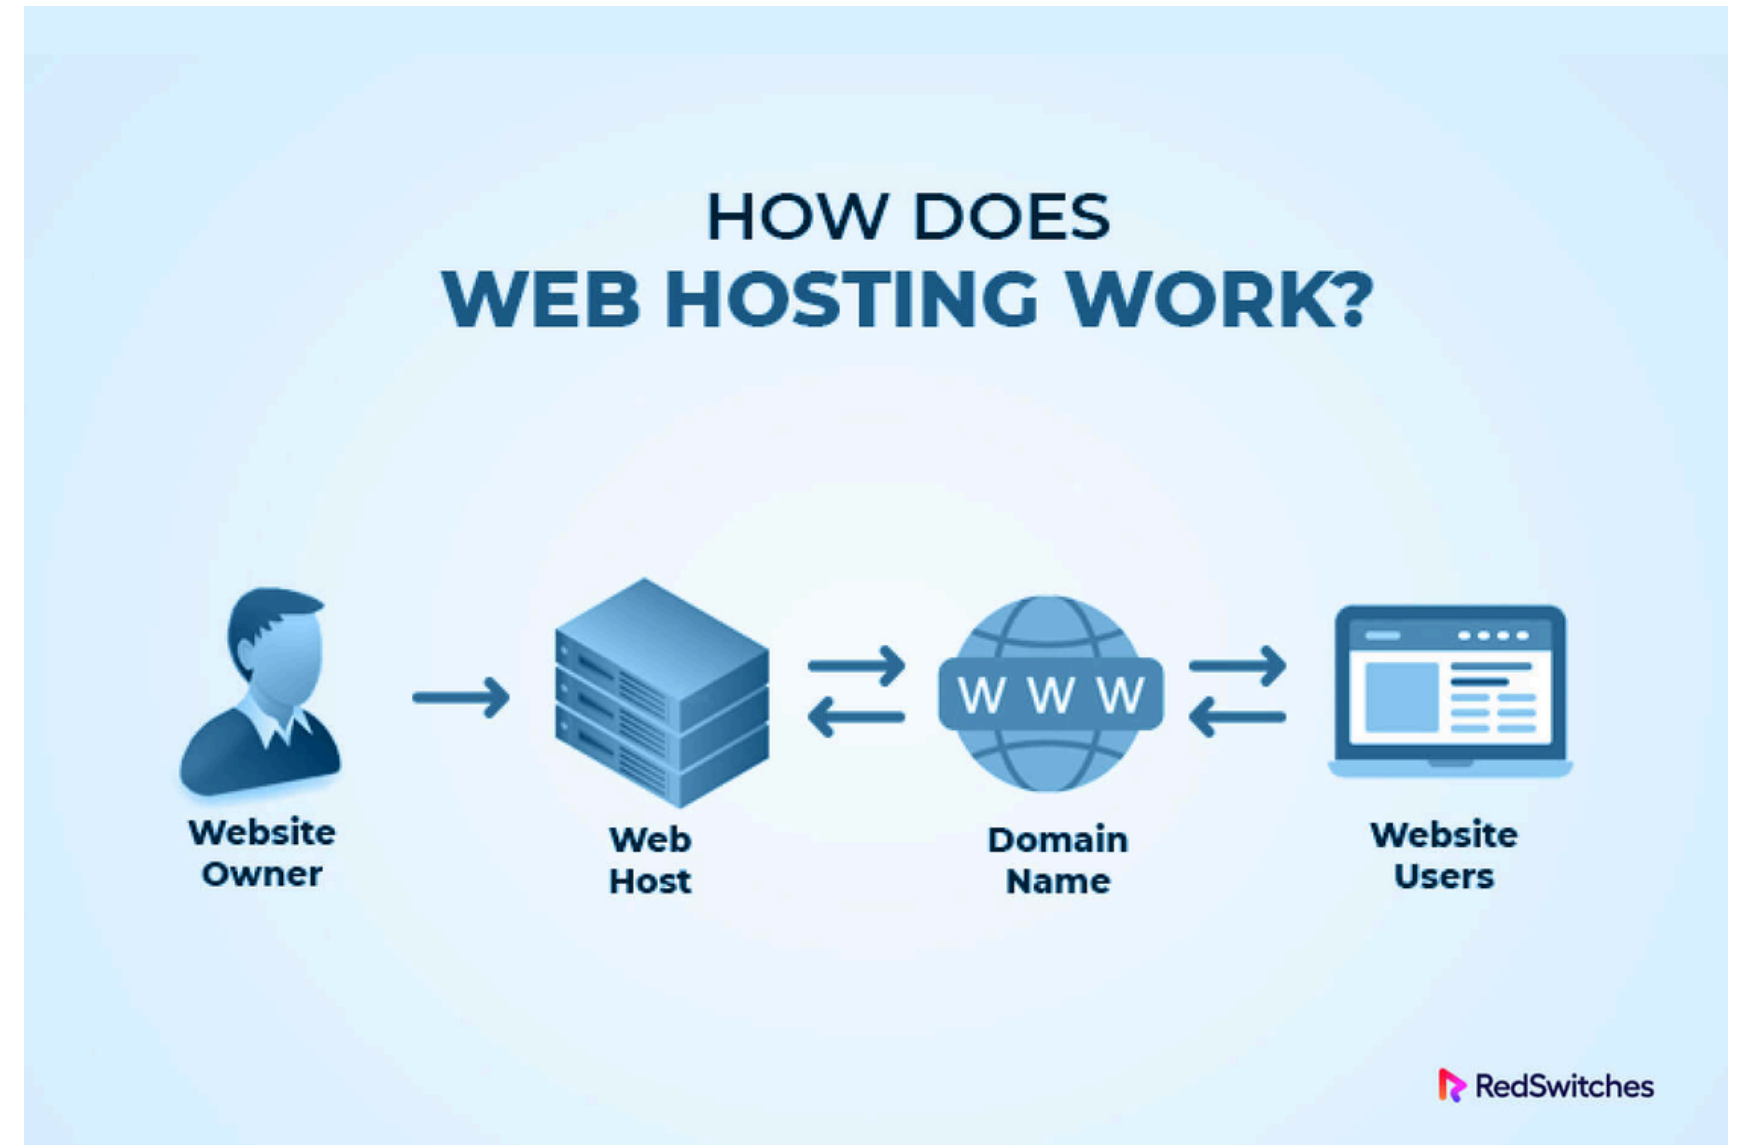 HOW DOES
WEB HOSTING WORK?
W W W
Website
Owner
Web
Host
Domain
Name
Website
Users
RedSwitches